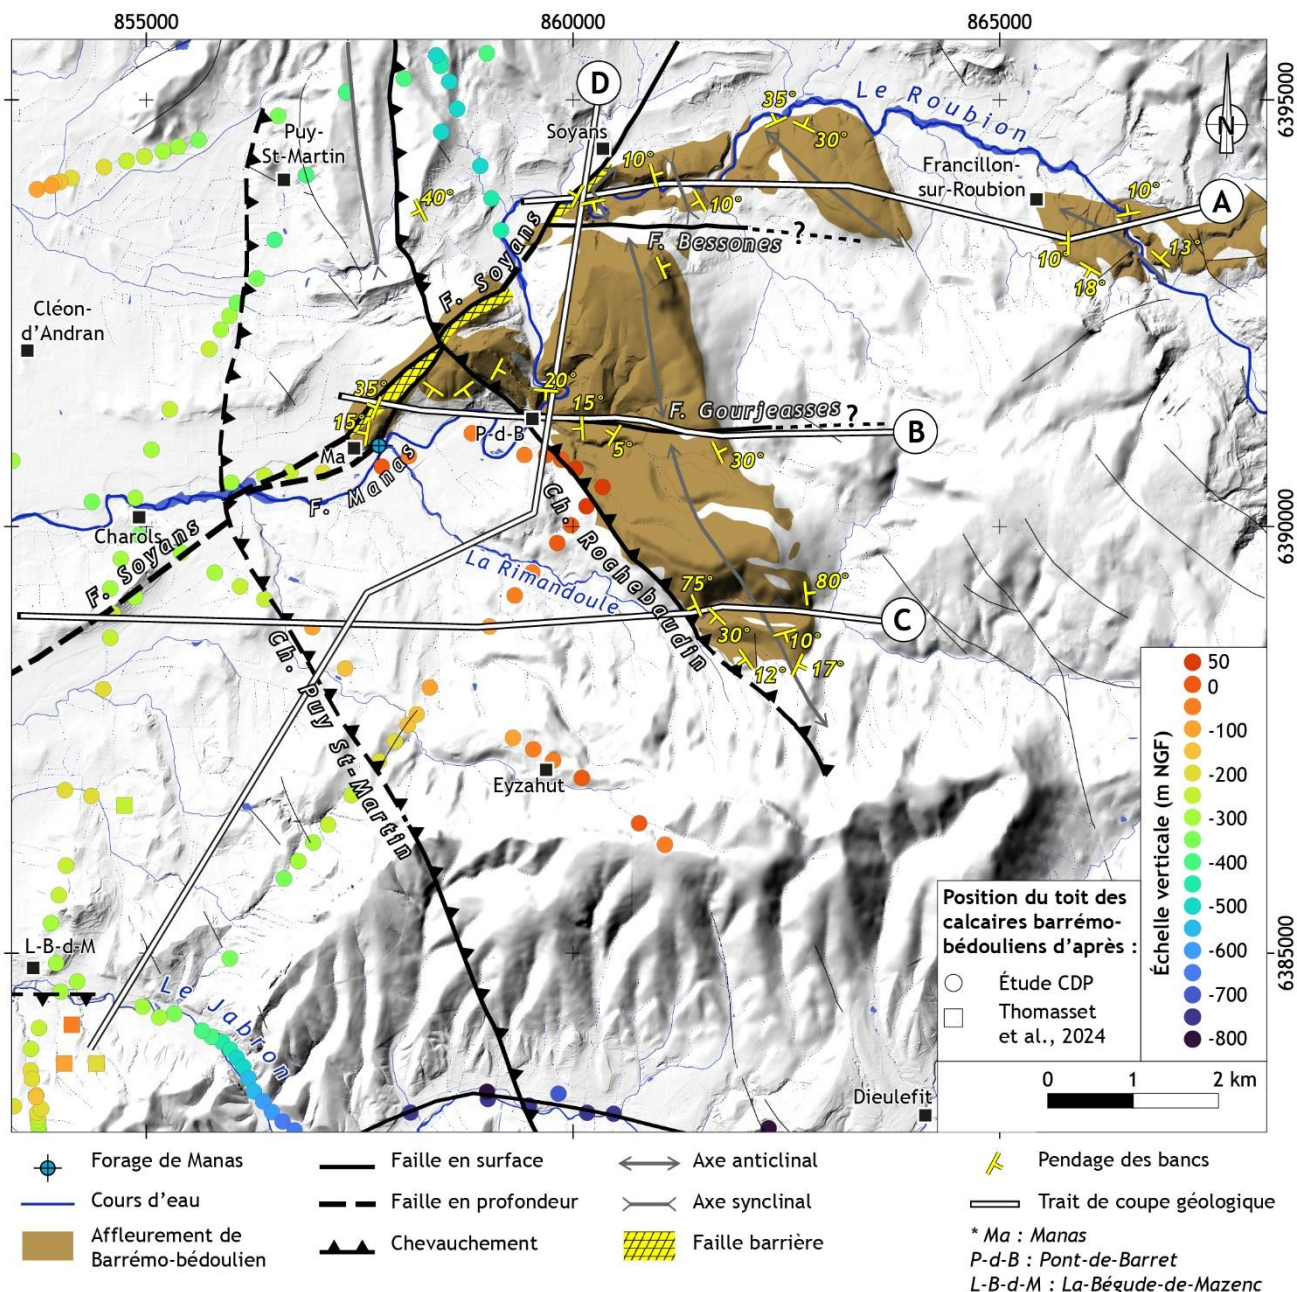 855000
860000
865000
D
Le Roubion
6395000
35°
30°
N
Puy-
St-Martin
Soyans
10°
Francillon-
sur-Roubion
10°
A
40°
10°
F. Bessones
?
10°
13°
18°
F. Soyans
Cléon-
d'Andran
35°
20°
15°
F. Gourjeasses
?
B
15°
P-d-B
5°
30°
Ma
F. Manas
Charols
F. Soyans
Ch. Rochebaudin
6390000
La Rimandoule
75°
80°
C
30°
10°
12°
17°
Ch. Puy St-Martin
Eyzahut
L-B-d-M
Le Jabron
6385000
Dieulefit
Échelle verticale (m NGF)
50
0
-100
-200
-300
-400
-500
-600
-700
-800
Position du toit des
calcaires barrémo-
bédouliens d'après :
Étude CDP
Thomasset
et al., 2024
0 1 2 km
Forage de Manas
Faille en surface
Axe anticlinal
Pendage des bancs
Cours d'eau
Faille en profondeur
Axe synclinal
Trait de coupe géologique
Affleurement de
Barrémo-bédoulien
Chevauchement
Faille barrière
* Ma : Manas
P-d-B : Pont-de-Barret
L-B-d-M : La-Bégude-de-Mazenc